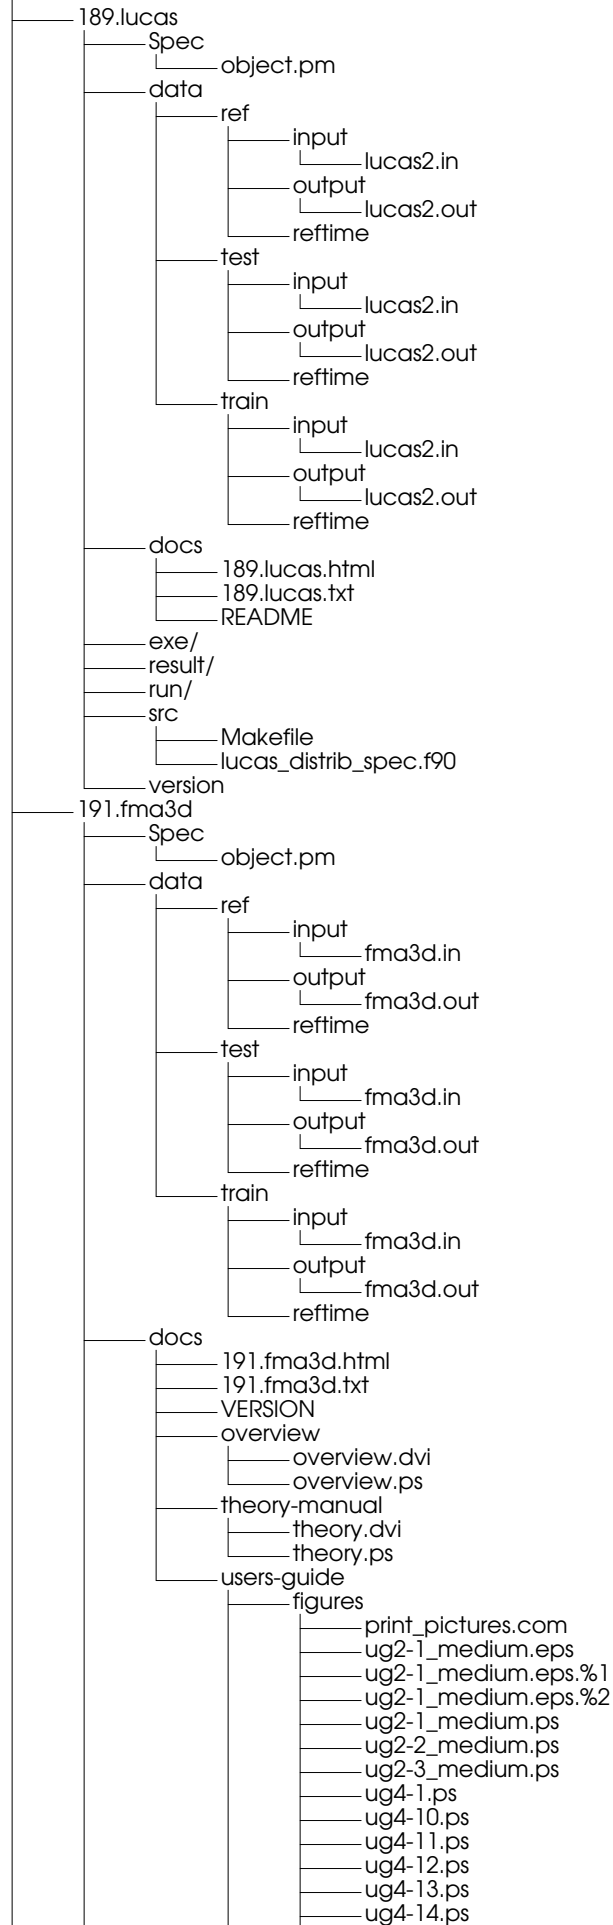 189.lucas
Spec
object.pm
data
ref
input
lucas2.in
output
lucas2.out
reftime
test
input
lucas2.in
output
lucas2.out
reftime
train
input
lucas2.in
output
lucas2.out
reftime
docs
189.lucas.html
189.lucas.txt
README
exe/
result/
run/
src
Makefile
lucas_distrib_spec.f90
version
191.fma3d
Spec
object.pm
data
ref
input
fma3d.in
output
fma3d.out
reftime
test
input
fma3d.in
output
fma3d.out
reftime
train
input
fma3d.in
output
fma3d.out
reftime
docs
191.fma3d.html
191.fma3d.txt
VERSION
overview
overview.dvi
overview.ps
theory-manual
theory.dvi
theory.ps
users-guide
figures
print_pictures.com
ug2-1_medium.eps
ug2-1_medium.eps.%1
ug2-1_medium.eps.%2
ug2-1_medium.ps
ug2-2_medium.ps
ug2-3_medium.ps
ug4-1.ps
ug4-10.ps
ug4-11.ps
ug4-12.ps
ug4-13.ps
ug4-14.ps